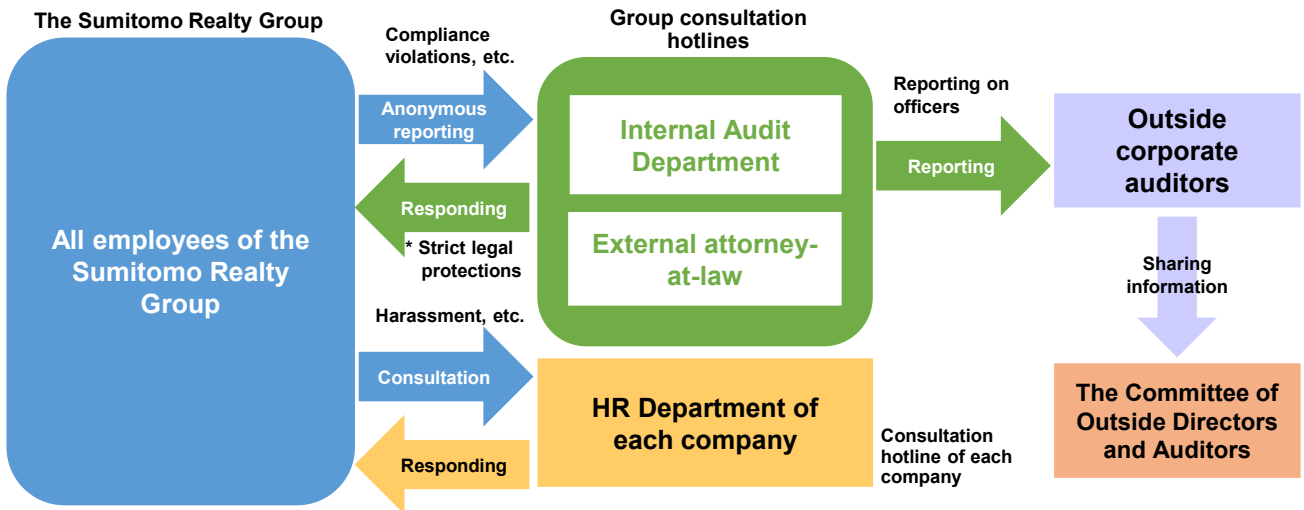 The Sumitomo Realty Group
All employees of the
Sumitomo Realty
Group
Compliance
violations, etc.
Anonymous
reporting
Responding
* Strict legal
protections
Harassment, etc.
Consultation
Responding
Group consultation
hotlines
Internal Audit
Department
External attorney-
at-law
HR Department of
each company
Consultation
hotline of each
company
Reporting on
officers
Reporting
Outside
corporate
auditors
Sharing
information
The Committee of
Outside Directors
and Auditors